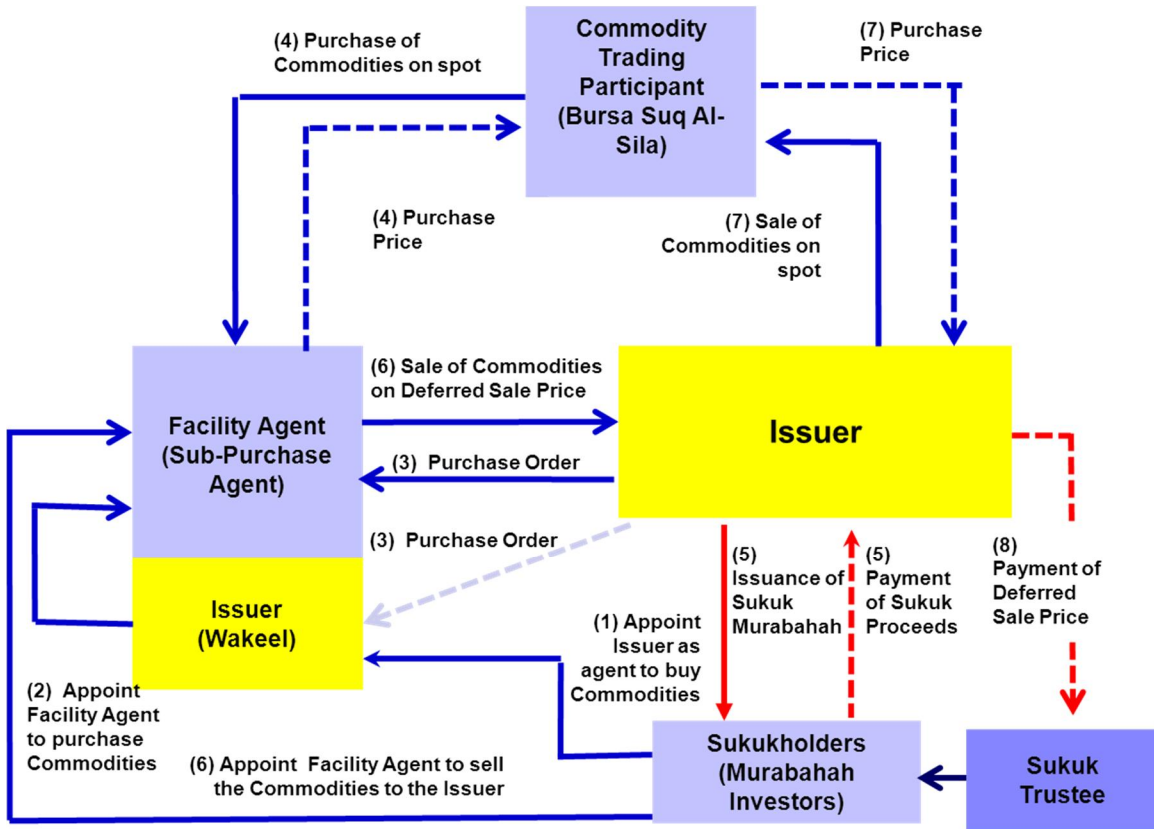 Commodity
Trading
Participant
(Bursa Suq Al-
Sila)
(4) Purchase of
Commodities on spot
(7) Purchase
Price
(4) Purchase
Price
(7) Sale of
Commodities on
spot
(6) Sale of Commodities
on Deferred Sale Price
Facility Agent
(Sub-Purchase
Agent)
Issuer
(3) Purchase Order
(3) Purchase Order
Issuer
(Wakeel)
(5)
Issuance of
Sukuk
Murabahah
(5)
Payment
of Sukuk
Proceeds
(8)
Payment of
Deferred
Sale Price
(1) Appoint
Issuer as
agent to buy
Commodities
(2) Appoint
Facility Agent
to purchase
Commodities
(6) Appoint Facility Agent to sell
the Commodities to the Issuer
Sukukholders
(Murabahah
Investors)
Sukuk
Trustee